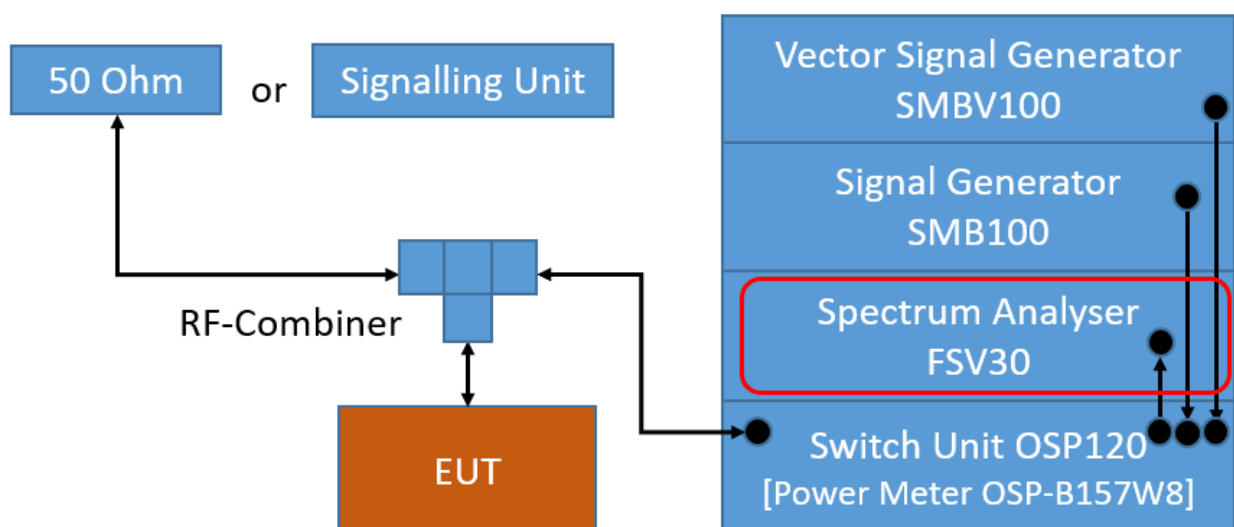 50 Ohm
or
Signalling Unit
Vector Signal Generator
SMBV100
Signal Generator
SMB100
RF-Combiner
Spectrum Analyser
FSV30
EUT
Switch Unit OSP120
[Power Meter OSP-B157W8]